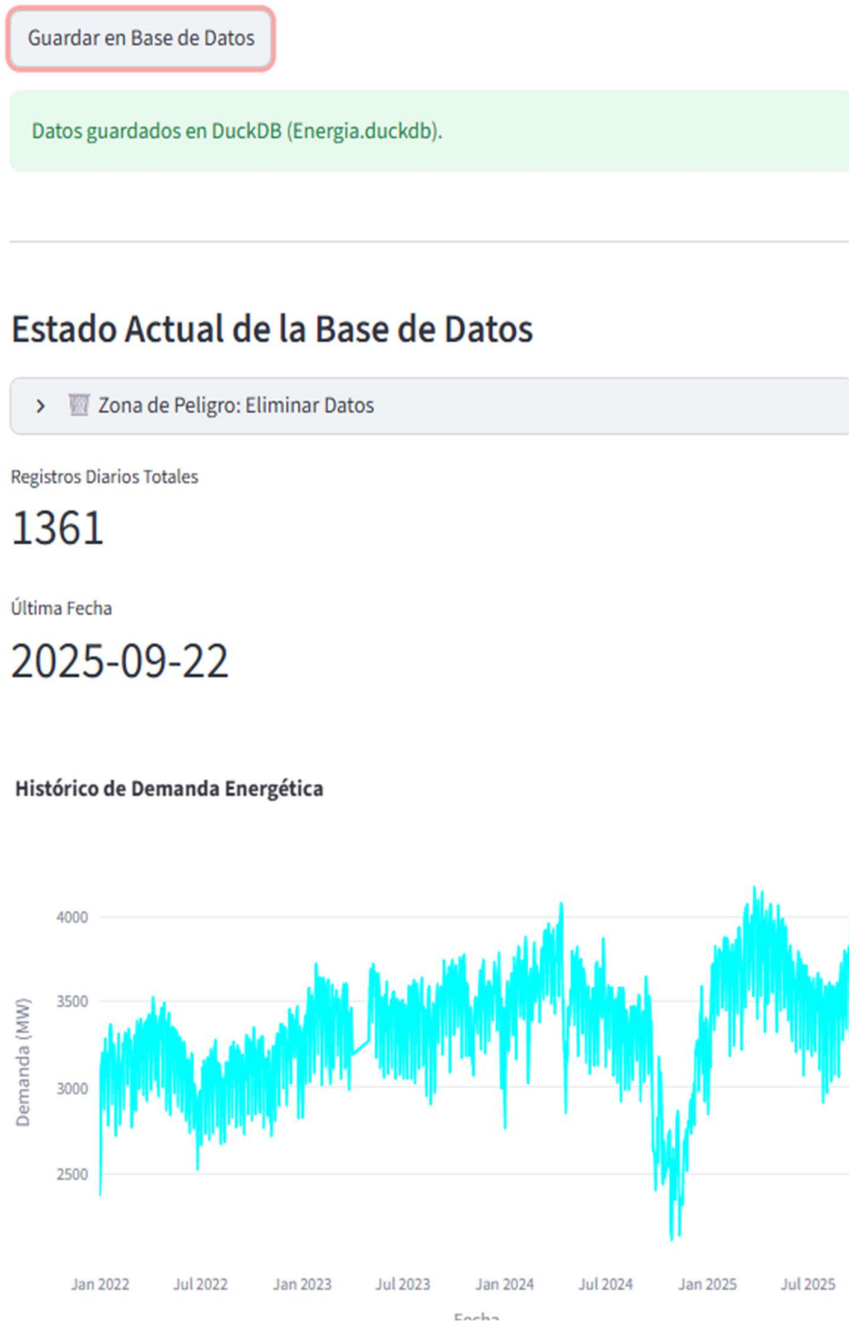 Guardar en Base de Datos
Datos guardados en DuckDB (Energia.duckdb).
Estado Actual de la Base de Datos
Zona de Peligro: Eliminar Datos
Registros Diarios Totales
1361
Última Fecha
2025-09-22
Histórico de Demanda Energética
Demanda (MW)
4000
3500
3000
2500
Jan 2022 Jul 2022 Jan 2023 Jul 2023 Jan 2024 Jul 2024 Jan 2025 Jul 2025
Fecha